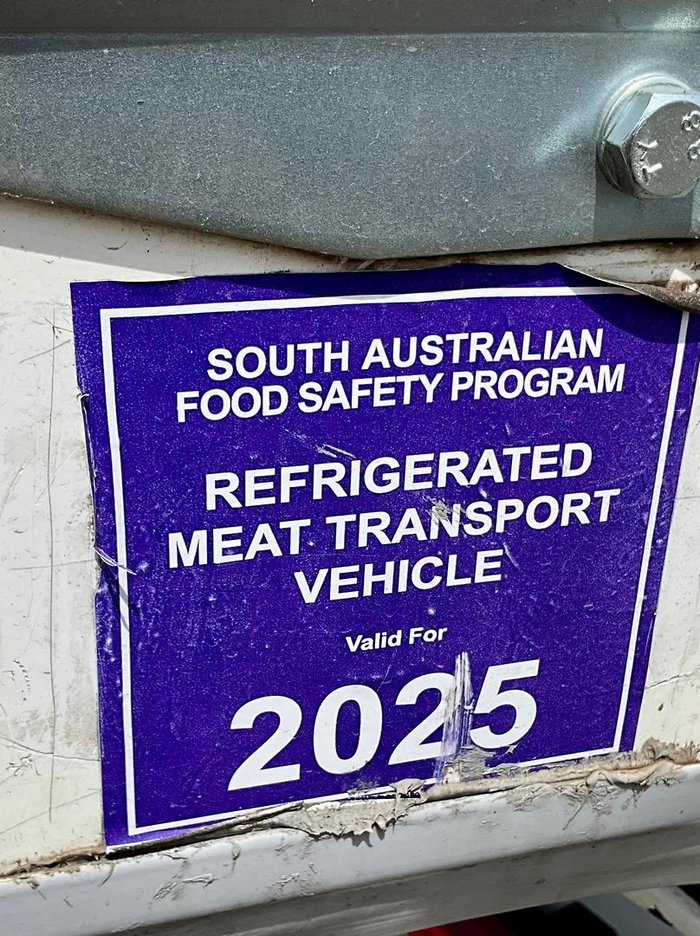 SOUTH AUSTRALIAN
FOOD SAFETY PROGRAM
REFRIGERATED
MEAT TRANSPORT
VEHICLE
Valid For
2025